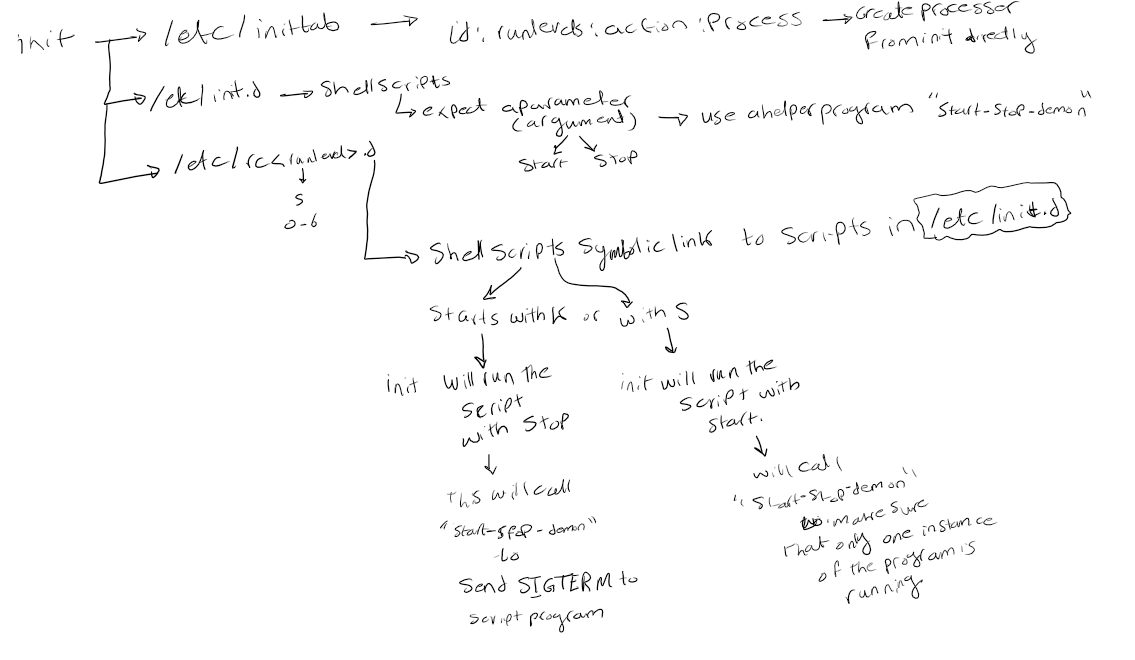 init → /etc/inittab → id: runlevels: action: Process → Create processer
From init directly
→ /etc/init.d → Shell scripts
↳ expect a parameter
(argument) → use a helper program "Start-Stop-demon"
Start Stop
→ /etc/rc<runlevel>.d
S
0-6
→ Shell scripts Symbolic link to scripts in /etc/init.d
Starts with K or with S
init will run the
script
with Stop
init will run the
script with
start.
Ths will call
"Start-stop-demon"
to
Send SIGTERM to
script program
will call
"Start-Stop-demon"
to make sure
that only one instance
of the program is
running